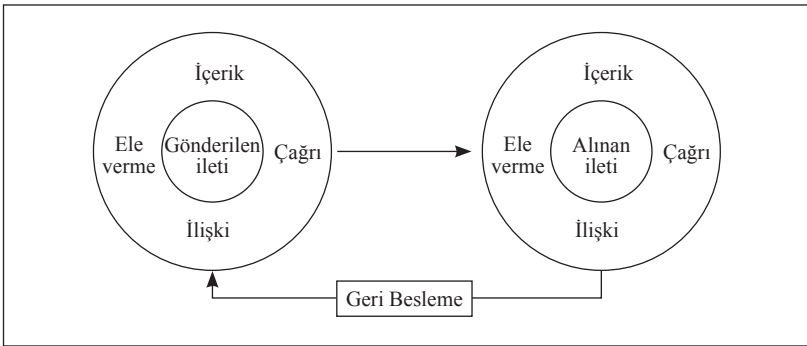 İçerik
Ele
verme
Gönderilen
ileti
Çağrı
İlişki
İçerik
Ele
verme
Alınan
ileti
Çağrı
İlişki
Geri Besleme